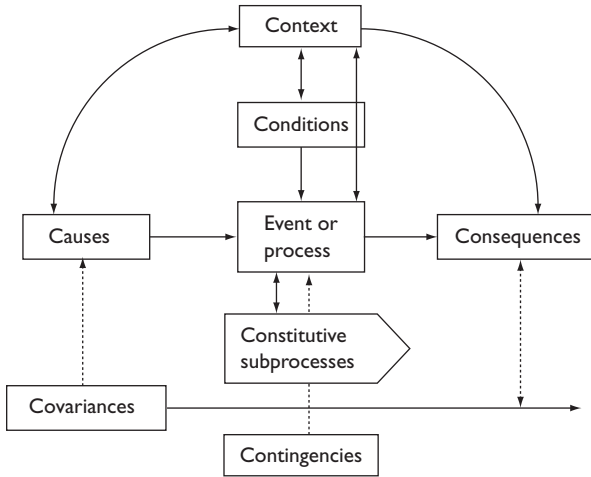 Context
Conditions
Causes
Event or
process
Consequences
Constitutive
subprocesses
Covariances
Contingencies